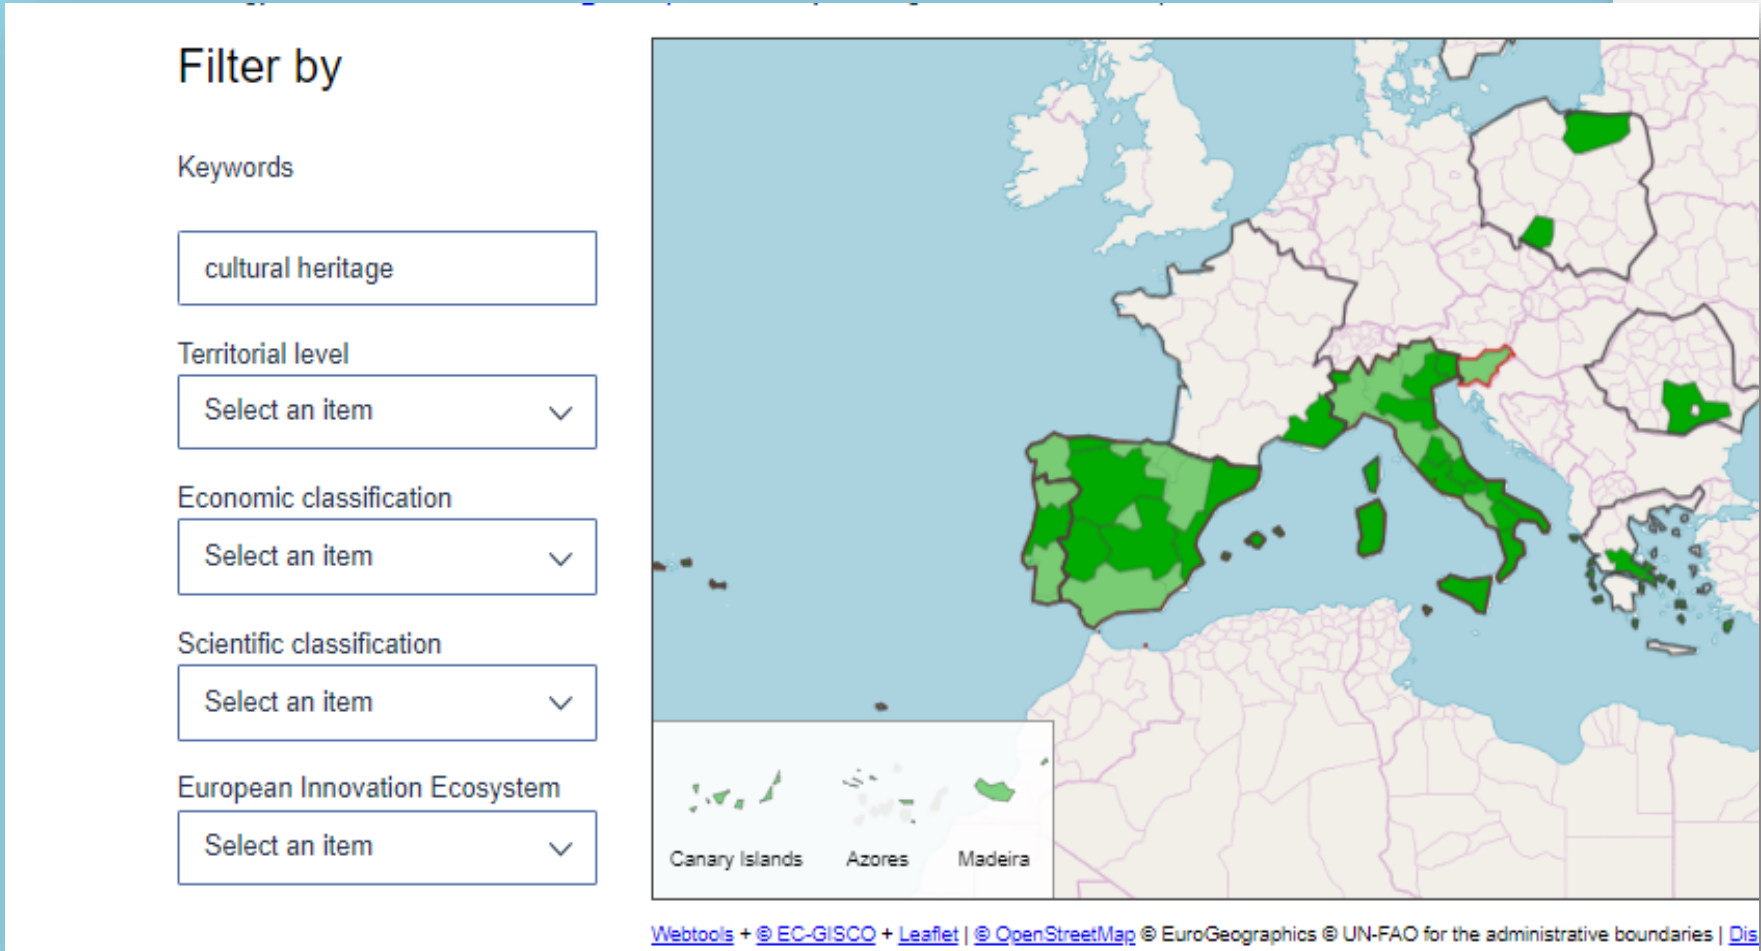 Filter by
Keywords
cultural heritage
Territorial level
Select an item
Economic classification
Select an item
Scientific classification
Select an item
European Innovation Ecosystem
Select an item
Canary Islands
Azores
Madeira
Webtools + © EC-GISCO + Leaflet | © OpenStreetMap © EuroGeographics © UN-FAO for the administrative boundaries | Dis